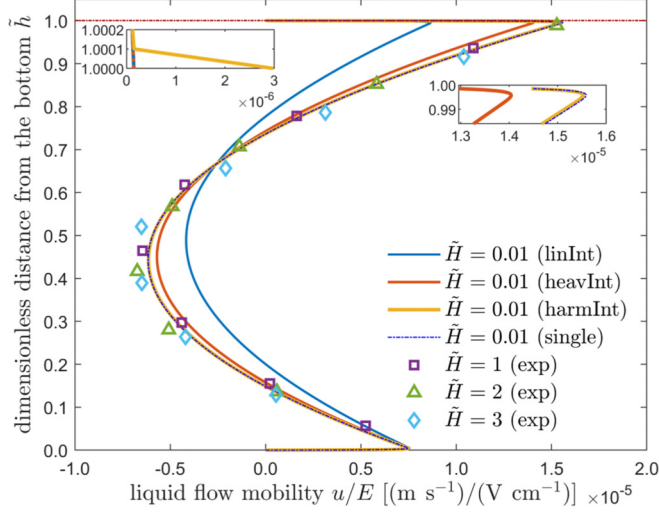 1.0
0.9
0.8
0.7
0.6
0.5
0.4
0.3
0.2
0.1
0.0
dimensionless distance from the bottom h̃
1.0002
1.0001
1.0000
0 1 2 3
×10⁻⁶
1.00
0.99
1.3 1.4 1.5 1.6
×10⁻⁵
H̃ = 0.01 (linInt)
H̃ = 0.01 (heavInt)
H̃ = 0.01 (harmInt)
H̃ = 0.01 (single)
H̃ = 1 (exp)
H̃ = 2 (exp)
H̃ = 3 (exp)
-1.0 -0.5 0.0 0.5 1.0 1.5 2.0
liquid flow mobility u/E [(m s⁻¹)/(V cm⁻¹)] ×10⁻⁵